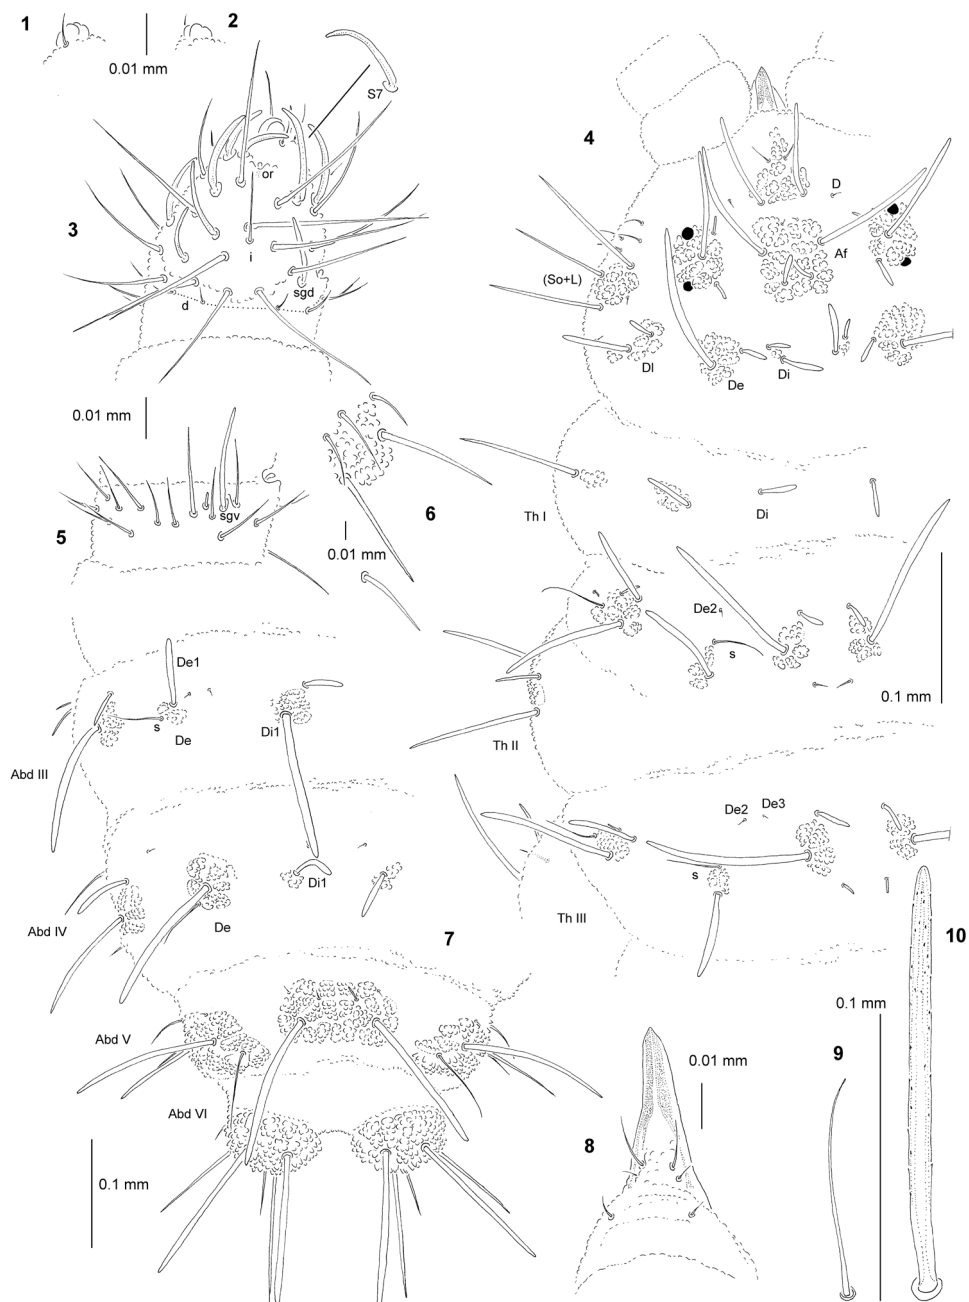 1
2
0.01 mm
S7
4
or
D
3
i
Af
(So+L)
sgd
d
Dl
De
Di
0.01 mm
6
Th I
Di
sgv
5
0.01 mm
De2
s
De1
0.1 mm
s
De
Di1
Th II
Abd III
De2
De3
s
Di1
Th III
Abd IV
De
7
10
0.1 mm
Abd V
0.01 mm
9
Abd VI
8
0.1 mm